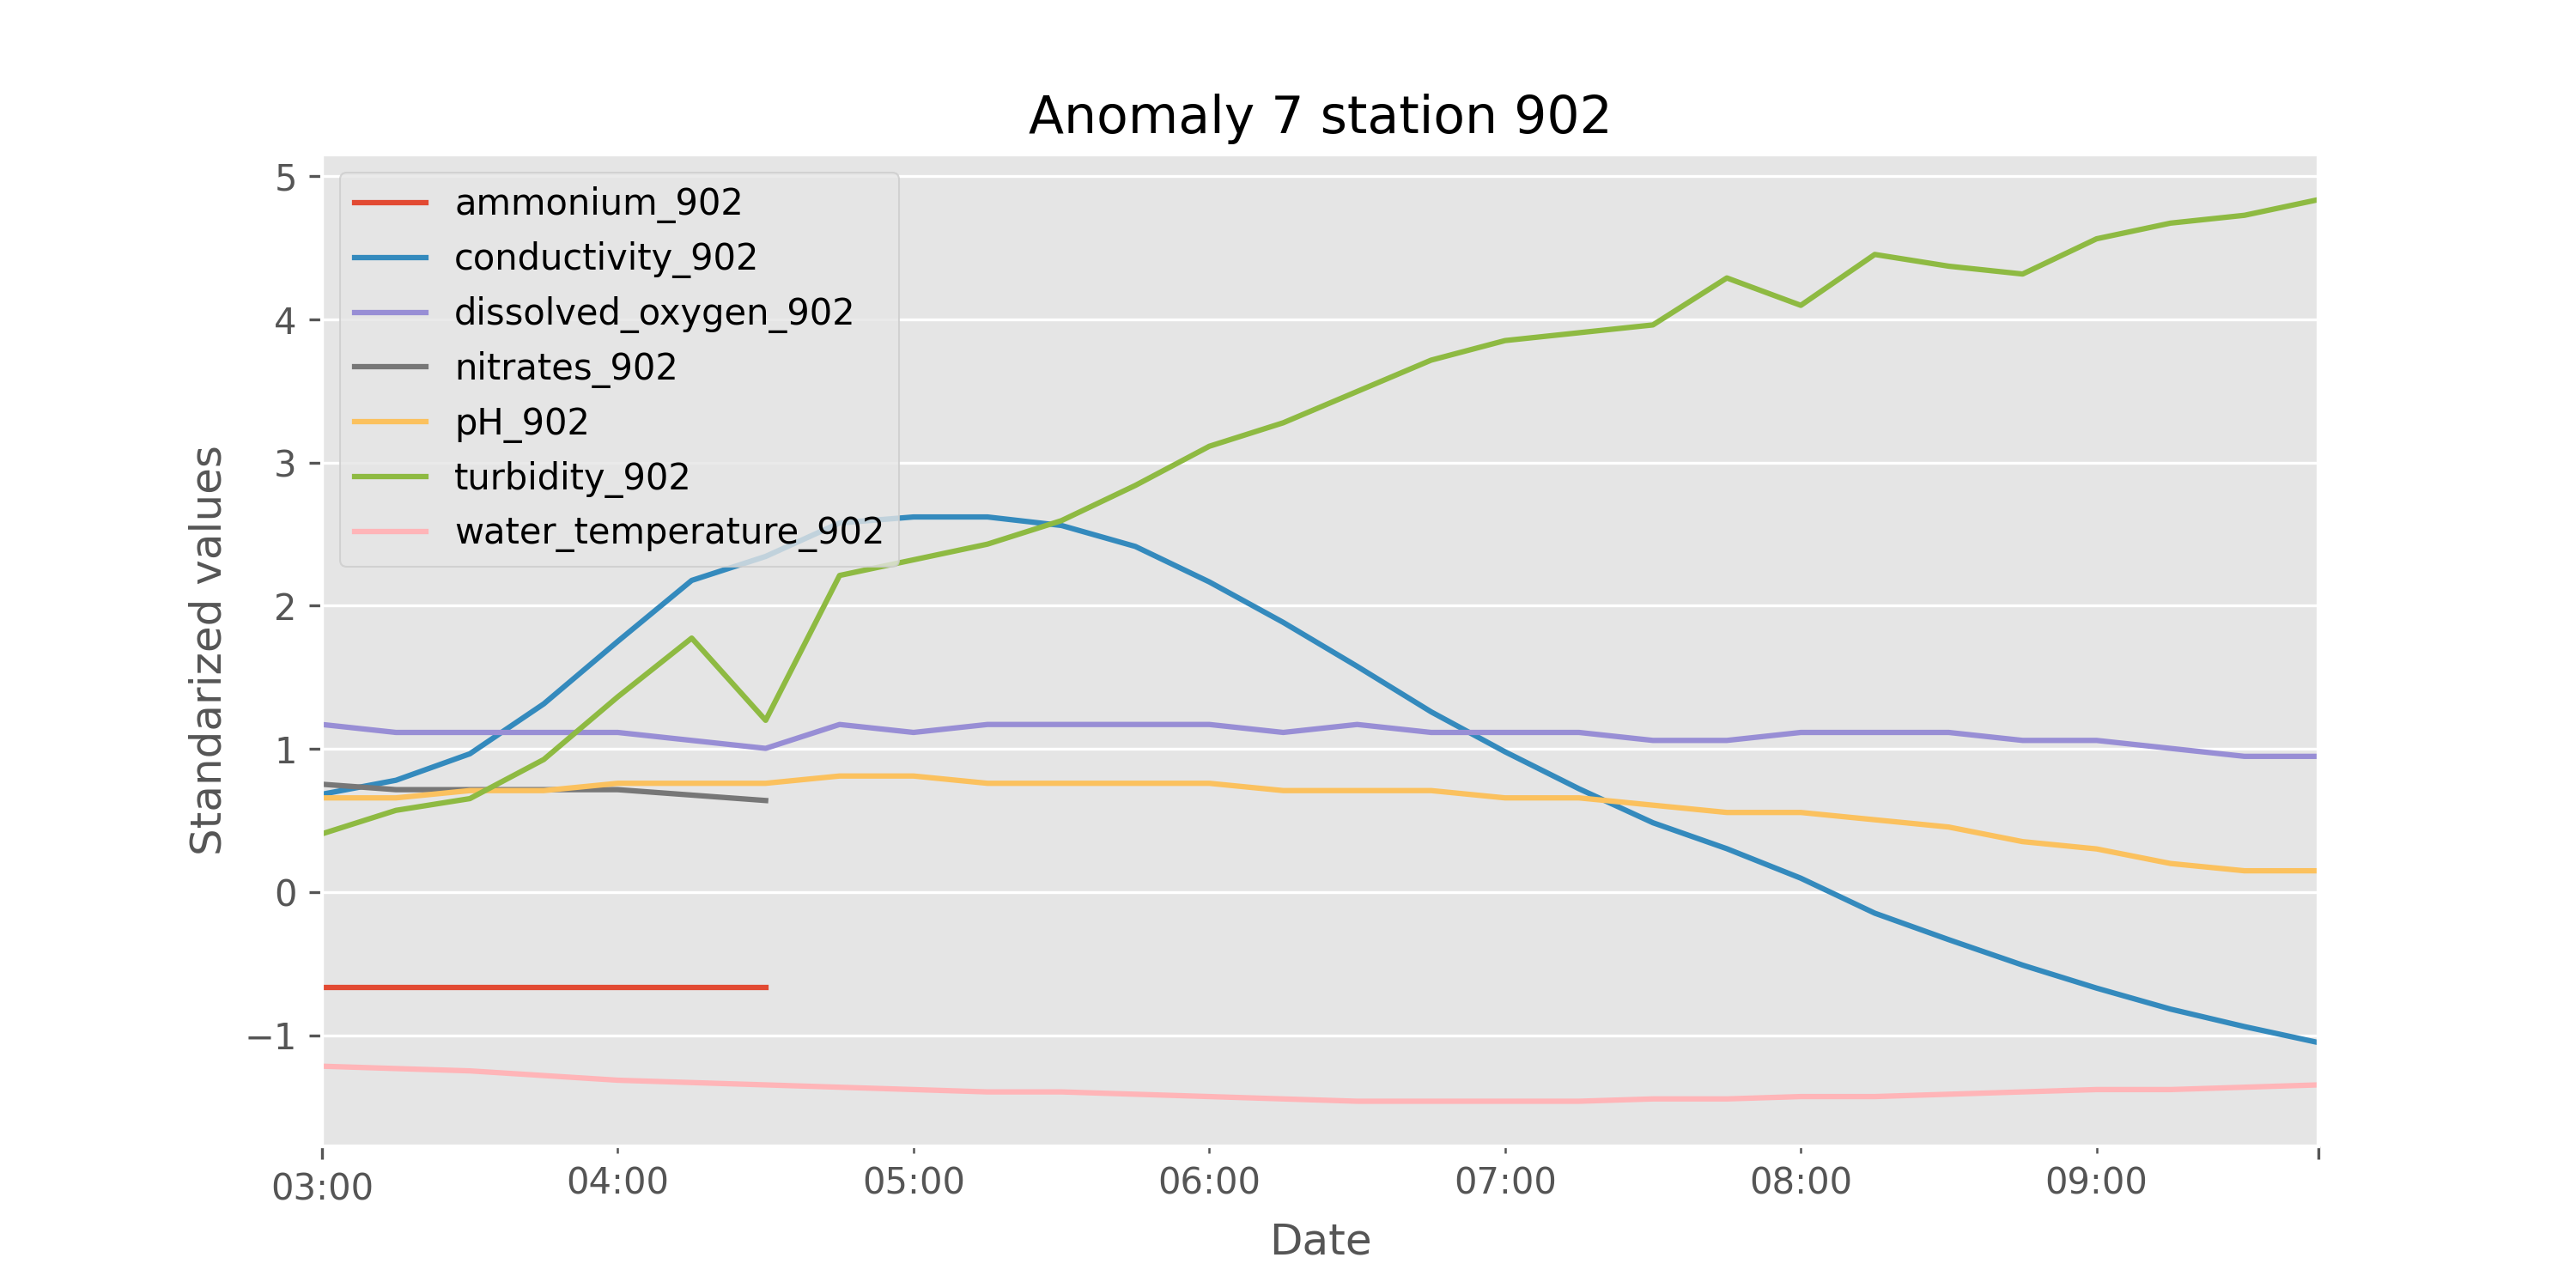 Anomaly 7 station 902
5
4
3
2
1
0
−1
Standarized values
ammonium_902
conductivity_902
dissolved_oxygen_902
nitrates_902
pH_902
turbidity_902
water_temperature_902
03:00 04:00 05:00 06:00 07:00 08:00 09:00
Date